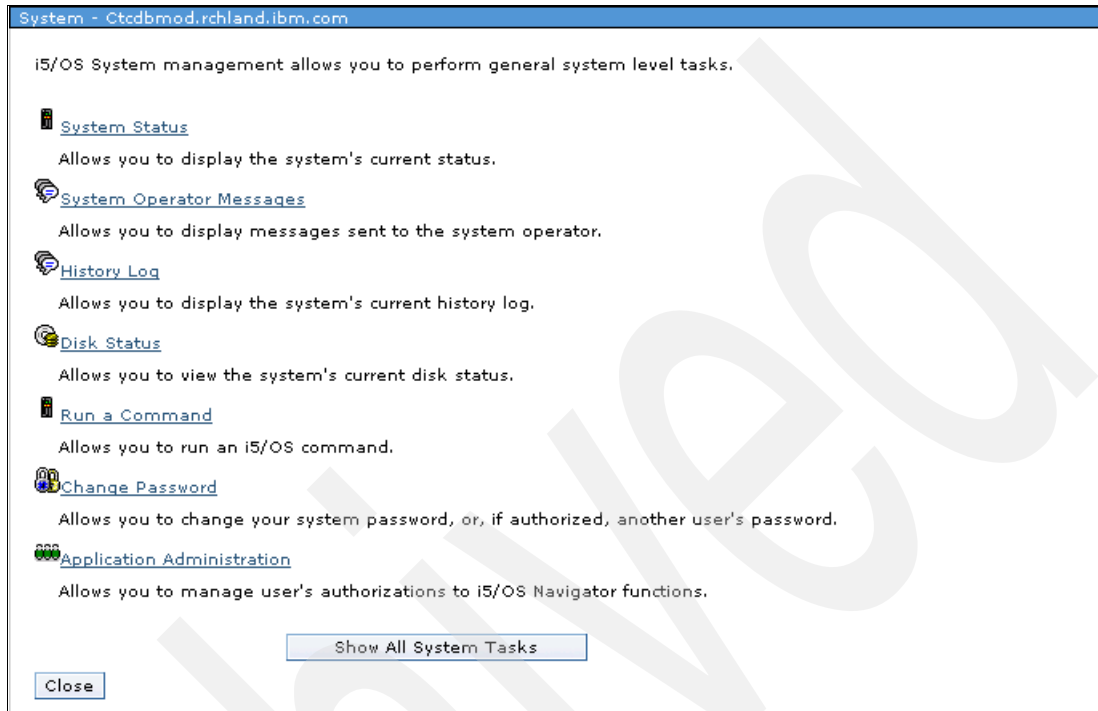 System - Ctcdbmod.rchland.ibm.com
i5/OS System management allows you to perform general system level tasks.
System Status
Allows you to display the system's current status.
System Operator Messages
Allows you to display messages sent to the system operator.
History Log
Allows you to display the system's current history log.
Disk Status
Allows you to view the system's current disk status.
Run a Command
Allows you to run an i5/OS command.
Change Password
Allows you to change your system password, or, if authorized, another user's password.
Application Administration
Allows you to manage user's authorizations to i5/OS Navigator functions.
Show All System Tasks
Close
hived